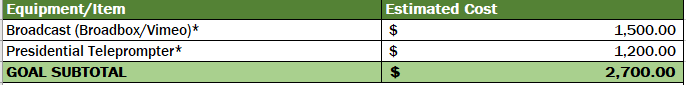 Equipment/Item Estimated Cost
Broadcast (Broadbox/Vimeo)* $ 1,500.00
Presidential Teleprompter* $ 1,200.00
GOAL SUBTOTAL $ 2,700.00